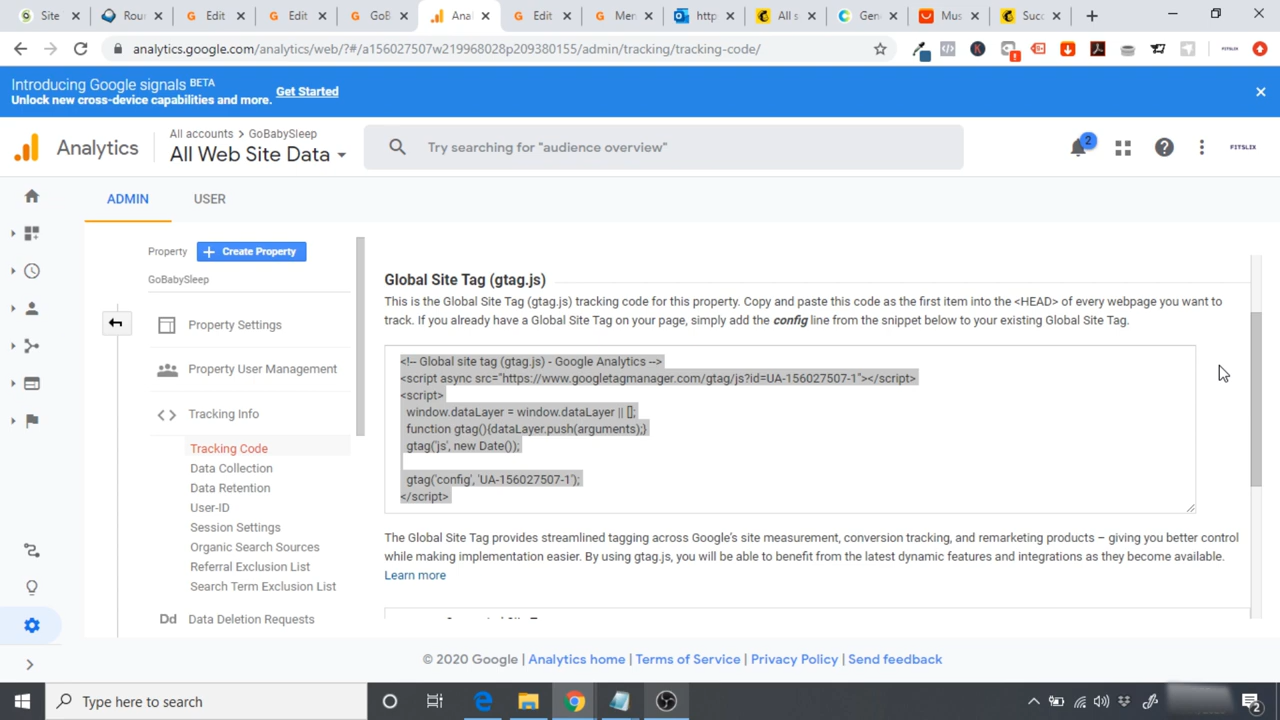 Site
Rou
Edit
Edit
GoB
Anal
Edit
Mer
http
All s
Gene
Mus
Succ
analytics.google.com/analytics/web/?#/a156027507w219968028p209380155/admin/tracking/tracking-code/
FITSLIX
Introducing Google signals BETA
Unlock new cross-device capabilities and more. Get Started
Analytics
All accounts > GoBabySleep
All Web Site Data
Try searching for "audience overview"
2
FITSLIX
ADMIN
USER
Property
+ Create Property
GoBabySleep
Property Settings
Property User Management
Tracking Info
Tracking Code
Data Collection
Data Retention
User-ID
Session Settings
Organic Search Sources
Referral Exclusion List
Search Term Exclusion List
Dd Data Deletion Requests
Global Site Tag (gtag.js)
This is the Global Site Tag (gtag.js) tracking code for this property. Copy and paste this code as the first item into the <HEAD> of every webpage you want to
track. If you already have a Global Site Tag on your page, simply add the config line from the snippet below to your existing Global Site Tag.
<!-- Global site tag (gtag.js) - Google Analytics -->
<script async src="https://www.googletagmanager.com/gtag/js?id=UA-156027507-1"></script>
<script>
window.dataLayer = window.dataLayer || [];
function gtag(){dataLayer.push(arguments);}
gtag('js', new Date());
gtag('config', 'UA-156027507-1');
</script>
The Global Site Tag provides streamlined tagging across Google's site measurement, conversion tracking, and remarketing products – giving you better control
while making implementation easier. By using gtag.js, you will be able to benefit from the latest dynamic features and integrations as they become available.
Learn more
© 2020 Google | Analytics home | Terms of Service | Privacy Policy | Send feedback
Type here to search
2